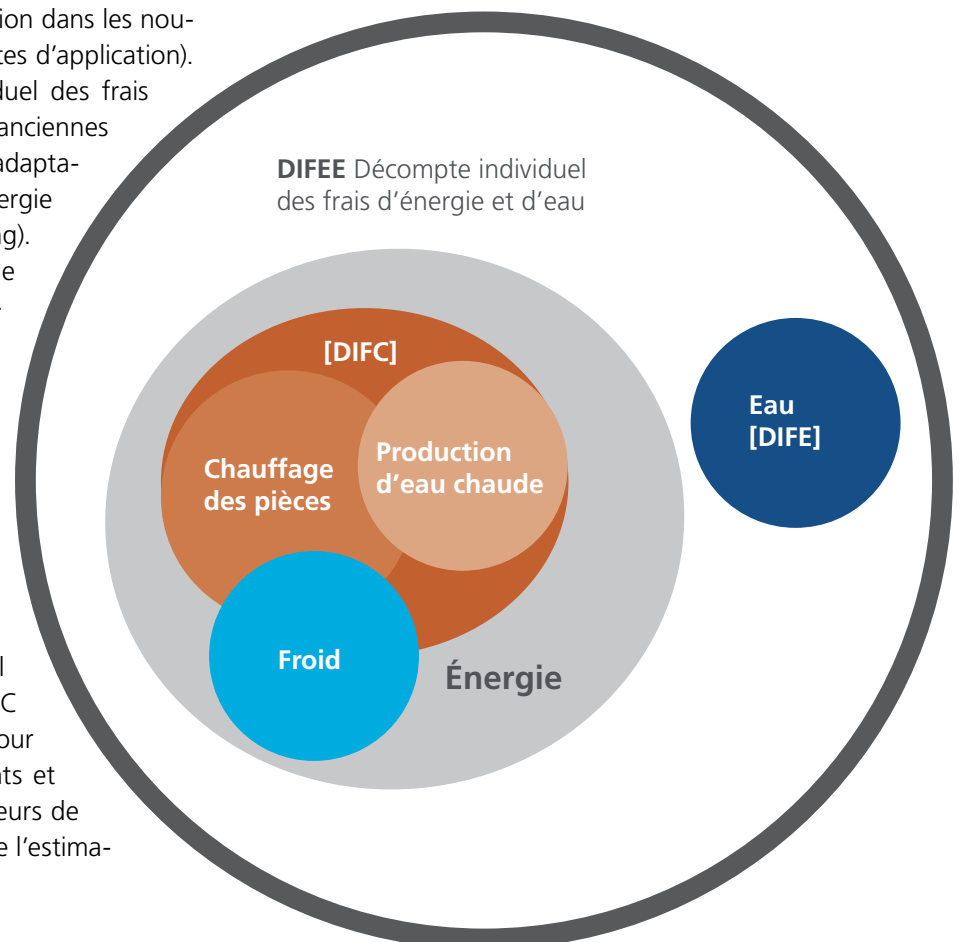 ion dans les nou-
tes d’application).
duel des frais
anciennes
adapta-
ergie
ng).
e
DIFEE Décompte individuel
des frais d’énergie et d’eau
[DIFC]
Chauffage
des pièces
Production
d’eau chaude
Eau
[DIFE]
Froid
Énergie
l
C
our
ts et
eurs de
e l’estima-